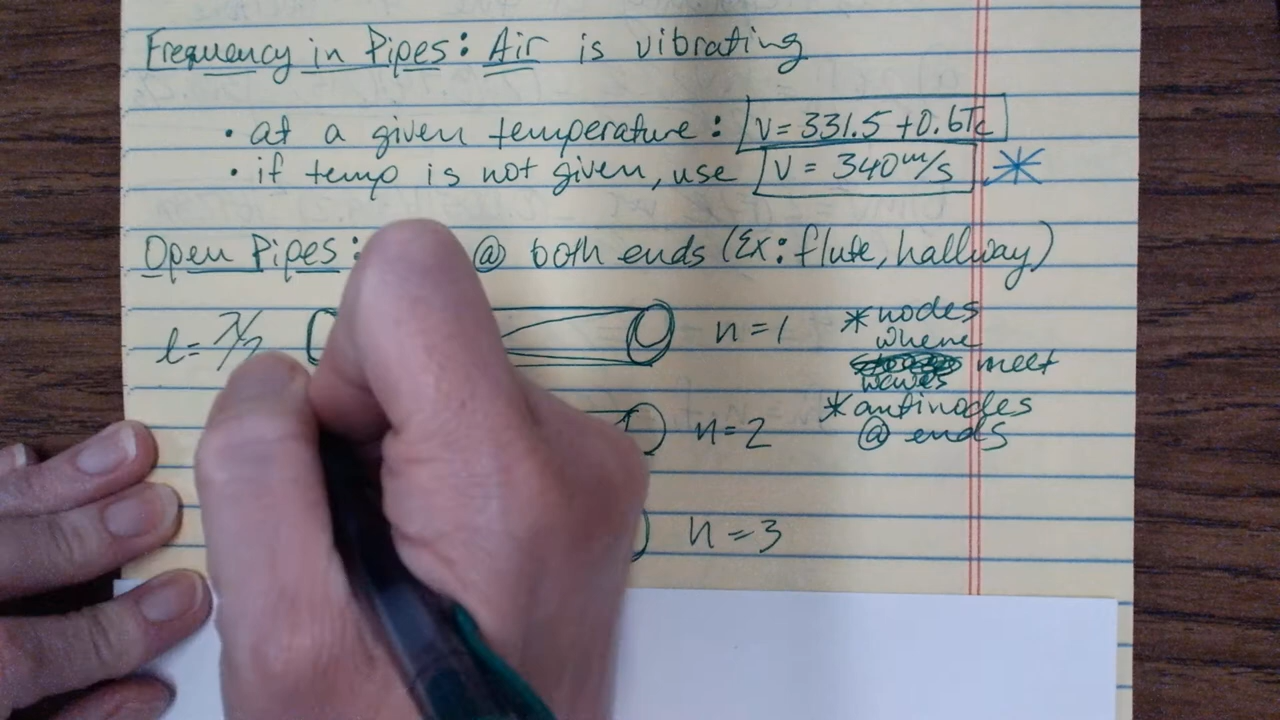 Frequency in Pipes: Air is vibrating
• at a given temperature: V = 331.5 + 0.6Tc
• if temp is not given, use V = 340 m/s *
Open Pipes: @ both ends (Ex: flute, hallway)
l = λ/2 n = 1 * nodes
where
meet
waves
n = 2 * antinodes
@ ends
n = 3